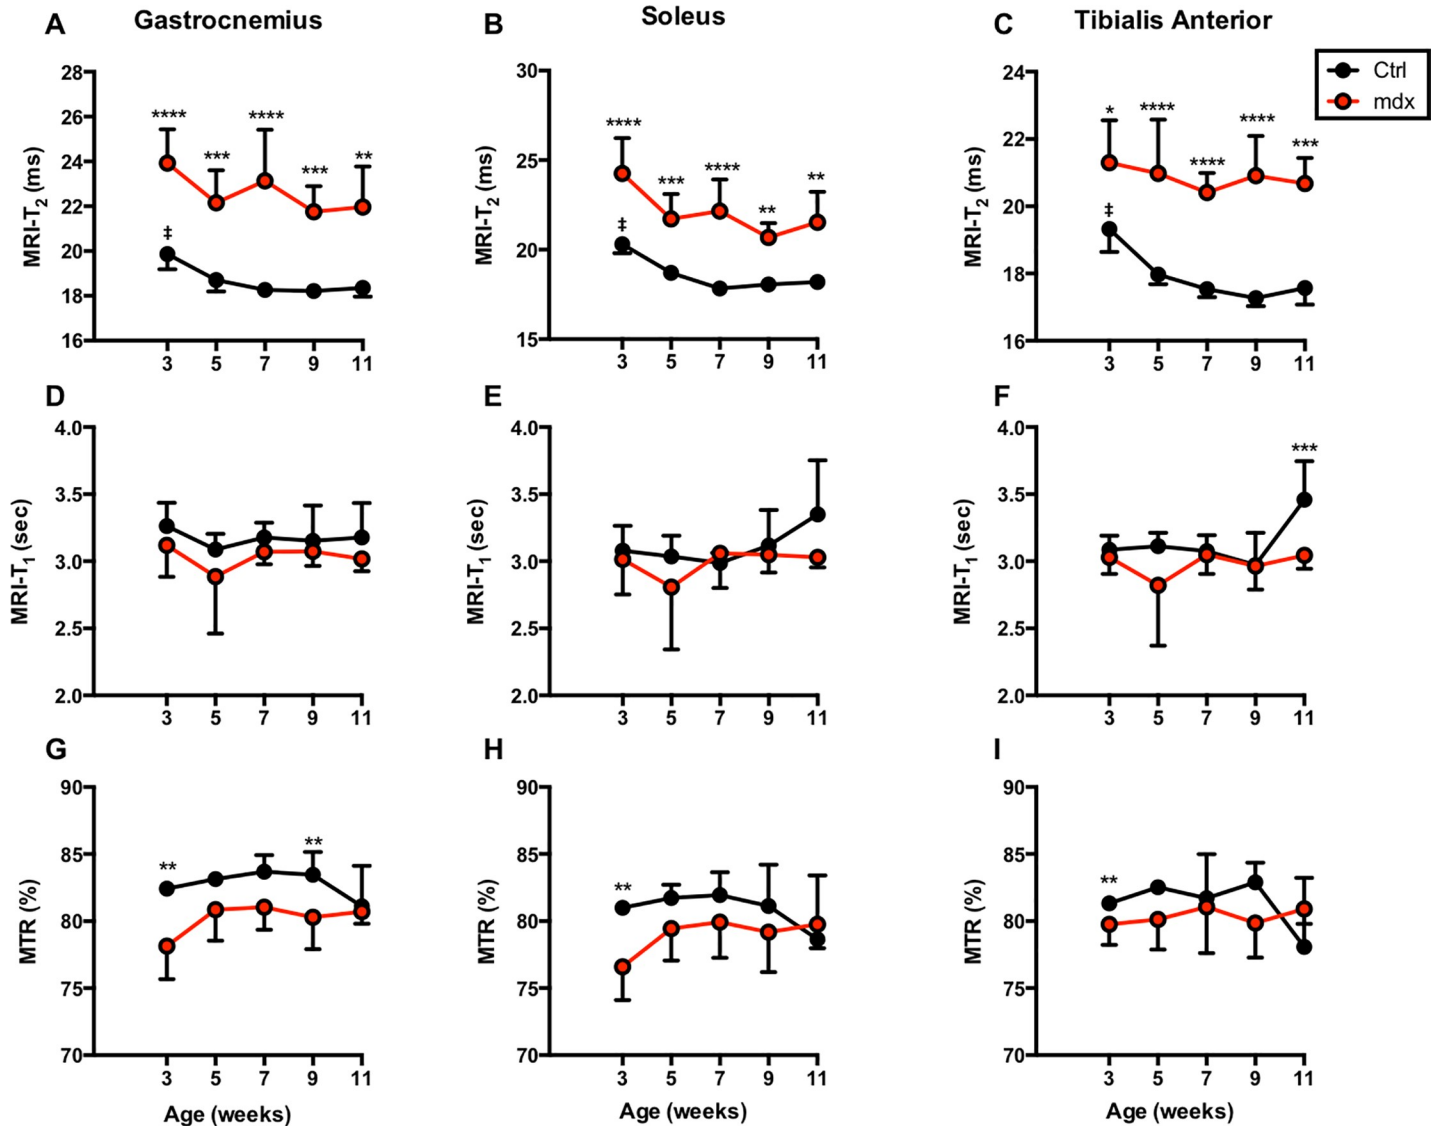 A Gastrocnemius
B Soleus
C Tibialis Anterior
Ctrl
mdx
MRI-T2 (ms)
28
26
24
22
20
18
16
**** *** **** *** **
‡
3 5 7 9 11
MRI-T2 (ms)
30
25
20
15
**** *** **** ** **
‡
3 5 7 9 11
MRI-T2 (ms)
24
22
20
18
16
* **** **** **** ***
‡
3 5 7 9 11
D
MRI-T1 (sec)
4.0
3.5
3.0
2.5
2.0
3 5 7 9 11
E
MRI-T1 (sec)
4.0
3.5
3.0
2.5
2.0
3 5 7 9 11
F
MRI-T1 (sec)
4.0
3.5
3.0
2.5
2.0
***
3 5 7 9 11
G
MTR (%)
90
85
80
75
70
** **
3 5 7 9 11
Age (weeks)
H
MTR (%)
90
85
80
75
70
**
3 5 7 9 11
Age (weeks)
I
MTR (%)
90
85
80
75
70
**
3 5 7 9 11
Age (weeks)